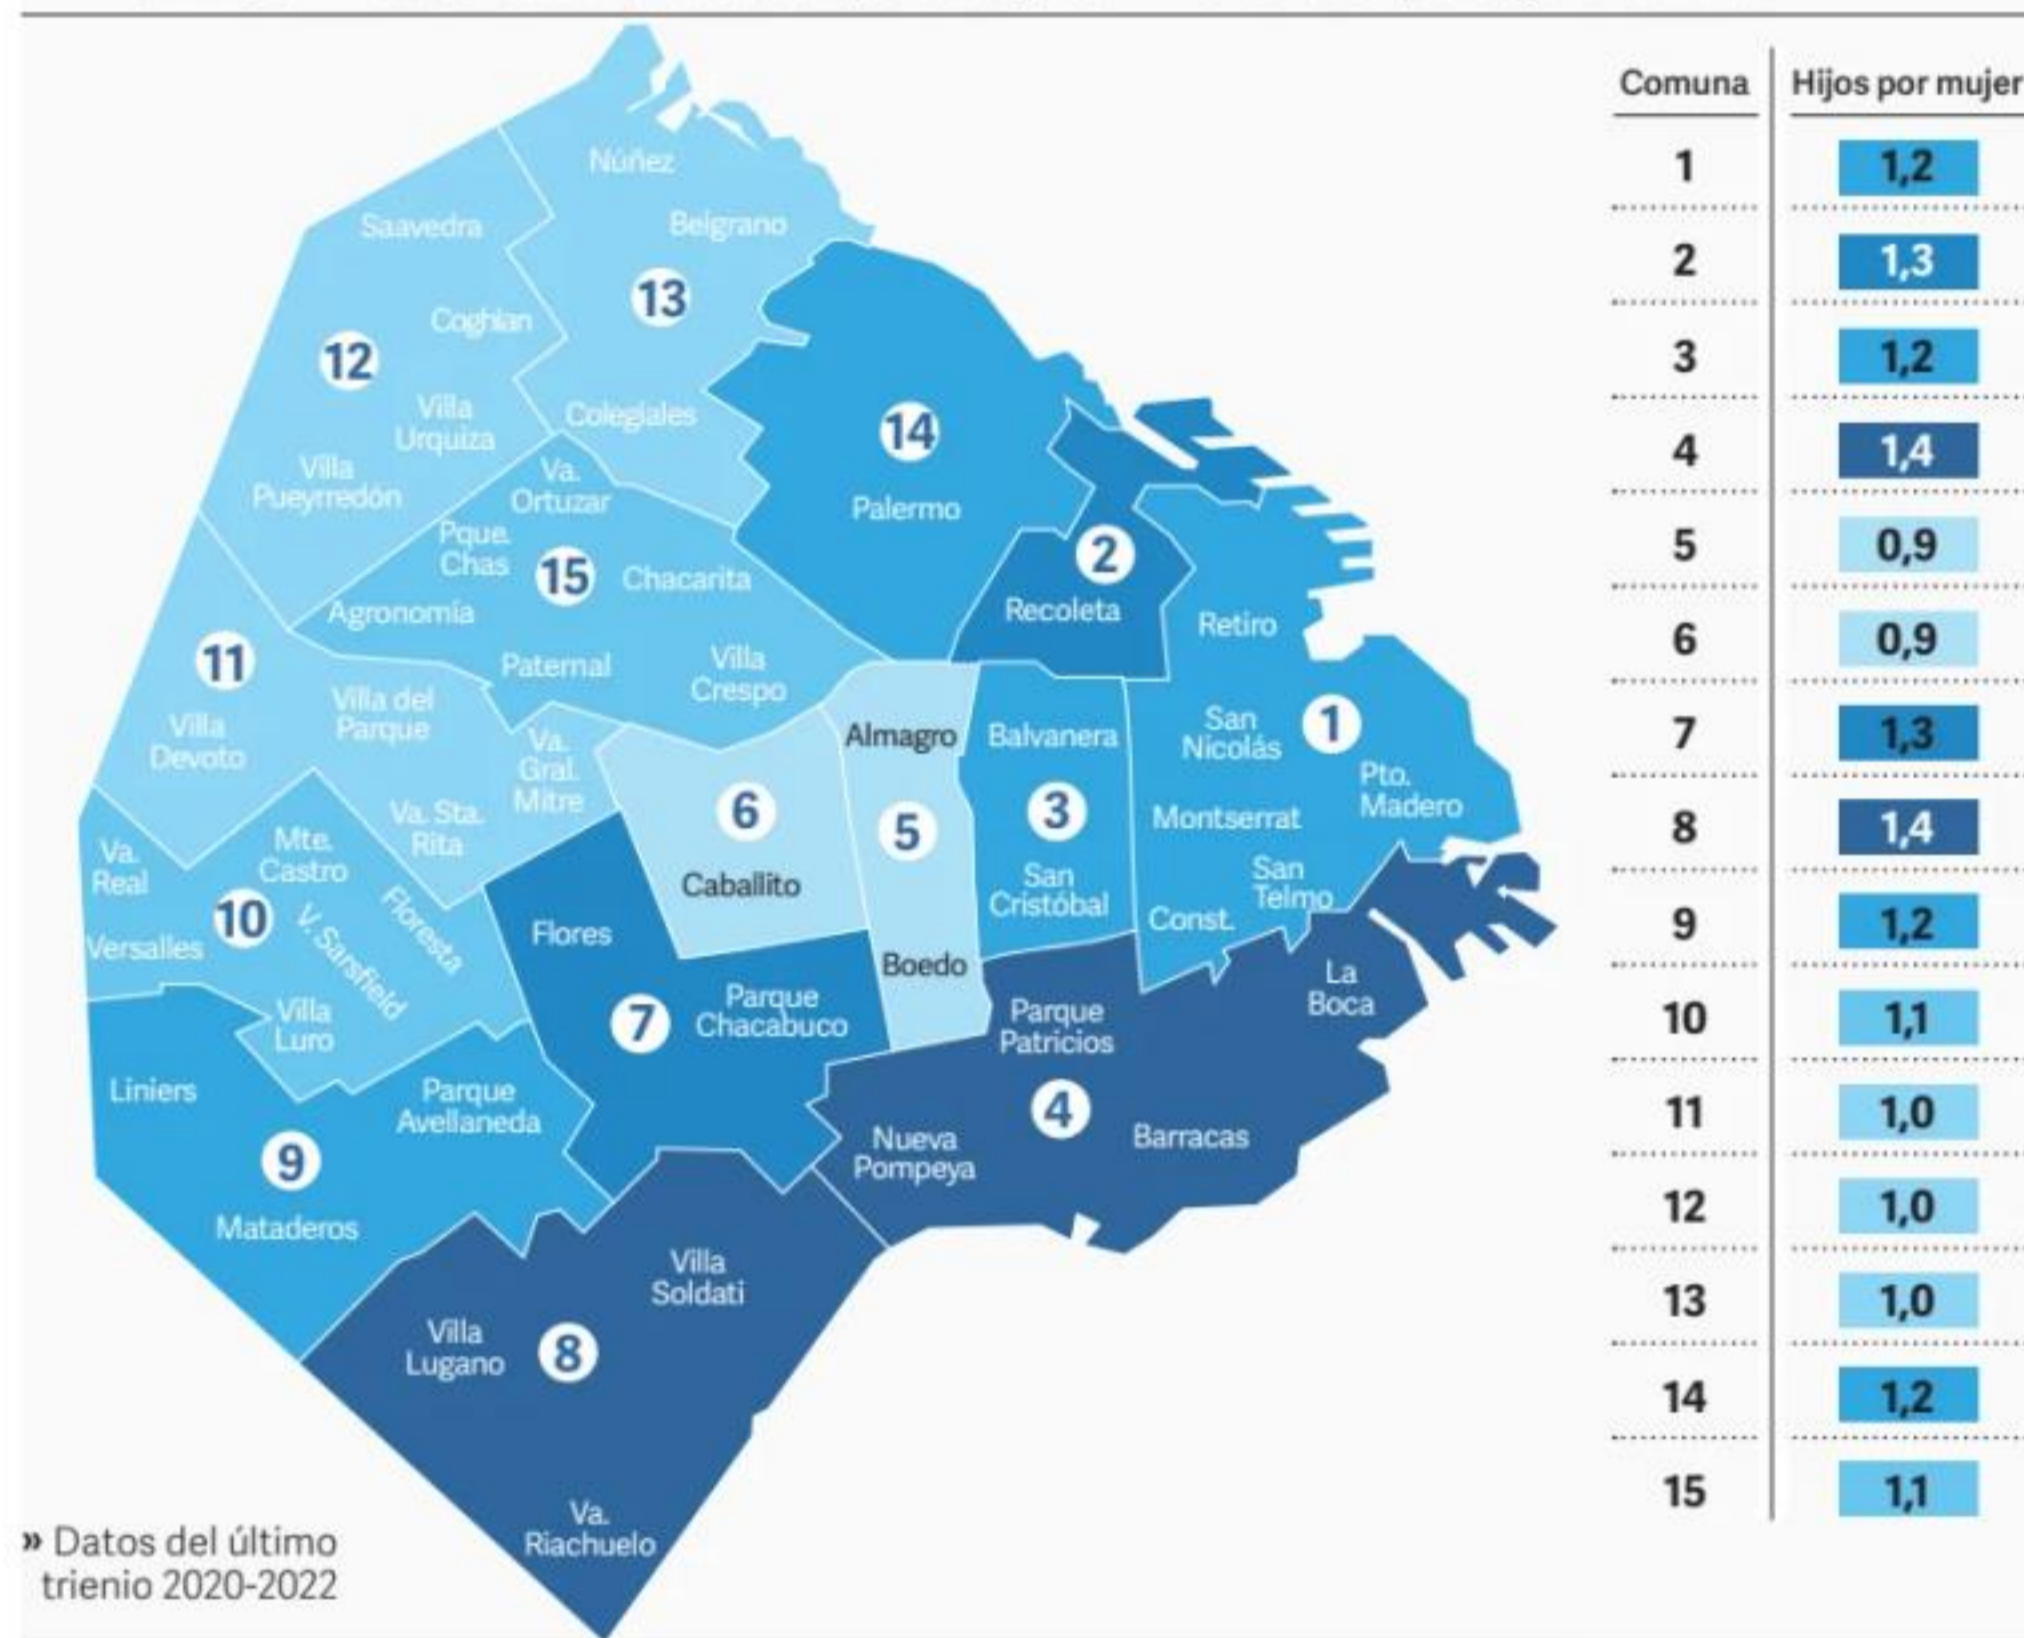 Núñez
Belgrano
13
Colegiales
Saavedra
Coghlan
12
Villa
Urquiza
Villa
Pueyrredón
14
Palermo
Va.
Ortuzar
Pque.
Chas
15
Chacarita
Agronomía
Paternal
Villa
Crespo
2
Recoleta
Retiro
San
Nicolás
1
Pto.
Madero
Montserrat
San
Telmo
Const.
11
Villa
Devoto
Villa del
Parque
Va.
Gral.
Mitre
Va. Sta.
Rita
Almagro
5
Boedo
Balvanera
3
San
Cristóbal
6
Caballito
Va.
Real
Mte.
Castro
Floresta
10
V. Sarsfield
Versalles
Villa
Luro
Flores
7
Parque
Chacabuco
Parque
Patricios
La
Boca
4
Nueva
Pompeya
Barracas
Liniers
Parque
Avellaneda
9
Mataderos
Villa
Soldati
Villa
Lugano
8
Va.
Riachuelo
» Datos del último
trienio 2020-2022
Comuna Hijos por mujer
1 1,2
2 1,3
3 1,2
4 1,4
5 0,9
6 0,9
7 1,3
8 1,4
9 1,2
10 1,1
11 1,0
12 1,0
13 1,0
14 1,2
15 1,1